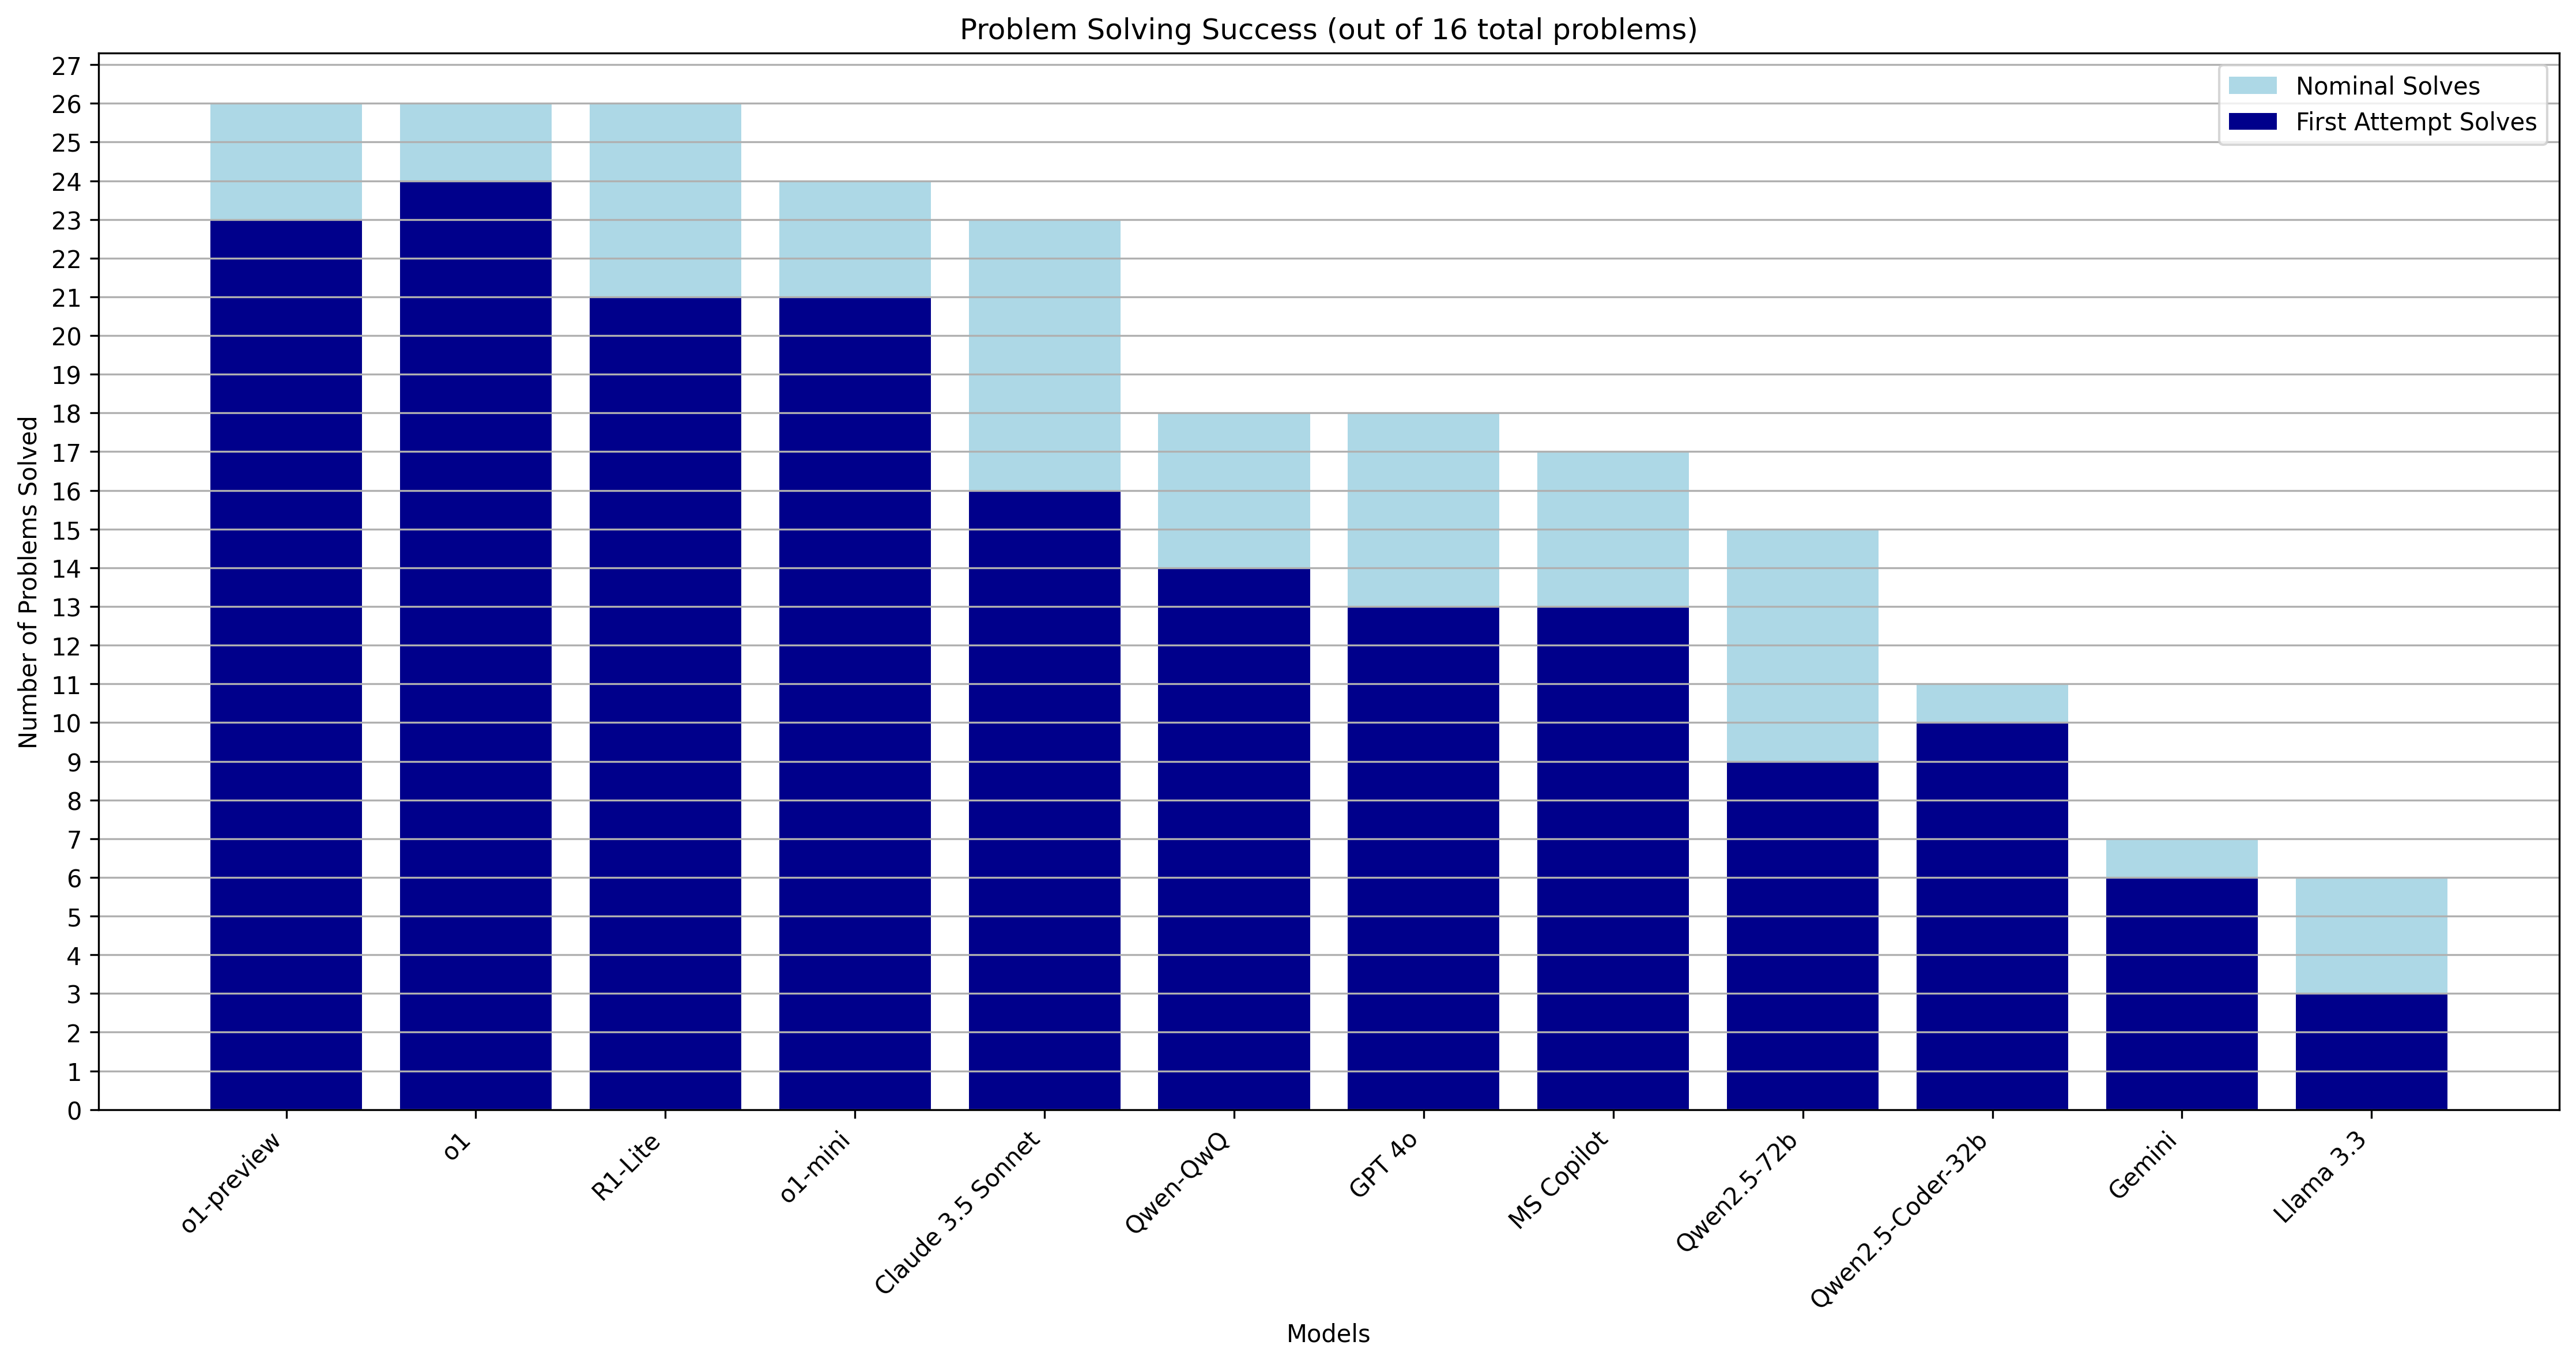 Problem Solving Success (out of 16 total problems)
Nominal Solves
First Attempt Solves
Number of Problems Solved
27
26
25
24
23
22
21
20
19
18
17
16
15
14
13
12
11
10
9
8
7
6
5
4
3
2
1
0
o1-preview
o1
R1-Lite
o1-mini
Claude 3.5 Sonnet
Qwen-QwQ
GPT 4o
MS Copilot
Qwen2.5-72b
Qwen2.5-Coder-32b
Gemini
Llama 3.3
Models